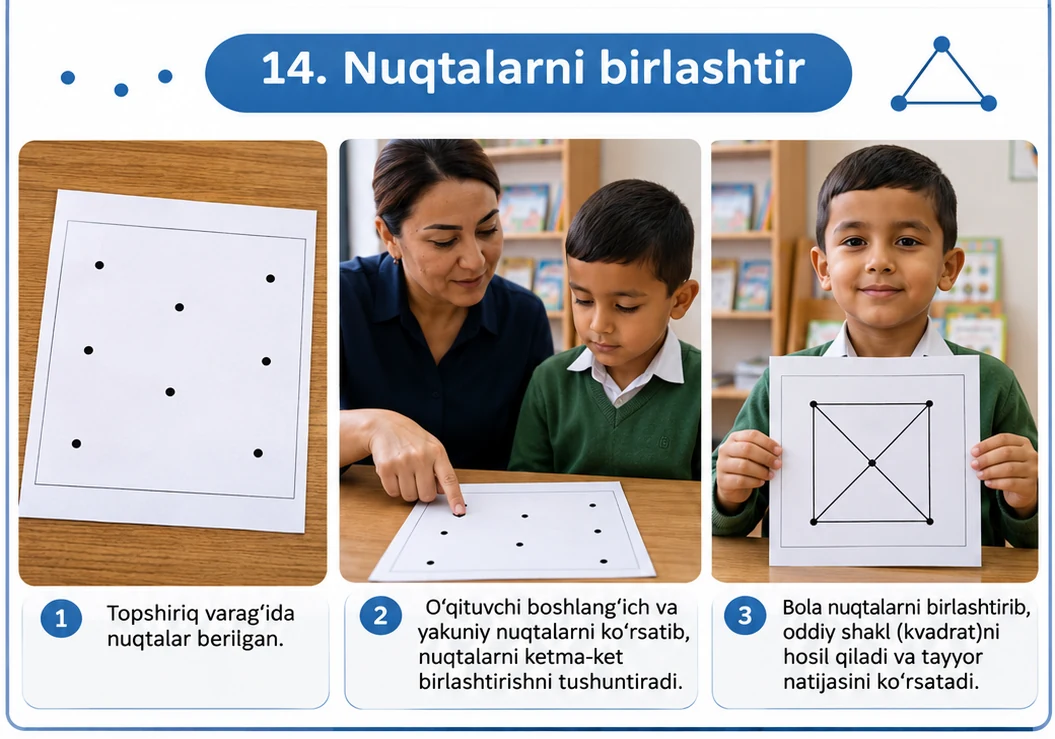 14. Nuqtalarni birlashtir
1
Topshiriq varag‘ida
nuqtalar berilgan.
2
O‘qituvchi boshlang‘ich va
yakuniy nuqtalarni ko‘rsatib,
nuqtalarni ketma-ket
birlashtirishni tushuntiradi.
3
Bola nuqtalarni birlashtirib,
oddiy shakl (kvadrat)ni
hosil qiladi va tayyor
natijasini ko‘rsatadi.